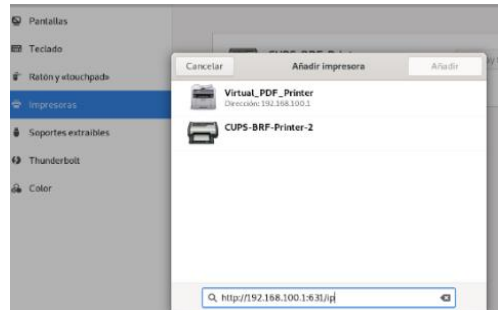 Pantallas
Teclado
Ratón y «touchpad»
Impresoras
Soportes extraíbles
Thunderbolt
Color
Cancelar
Añadir impresora
Añadir
Virtual_PDF_Printer
Dirección: 192.168.100.1
CUPS-BRF-Printer-2
http://192.168.100.1:631/ip